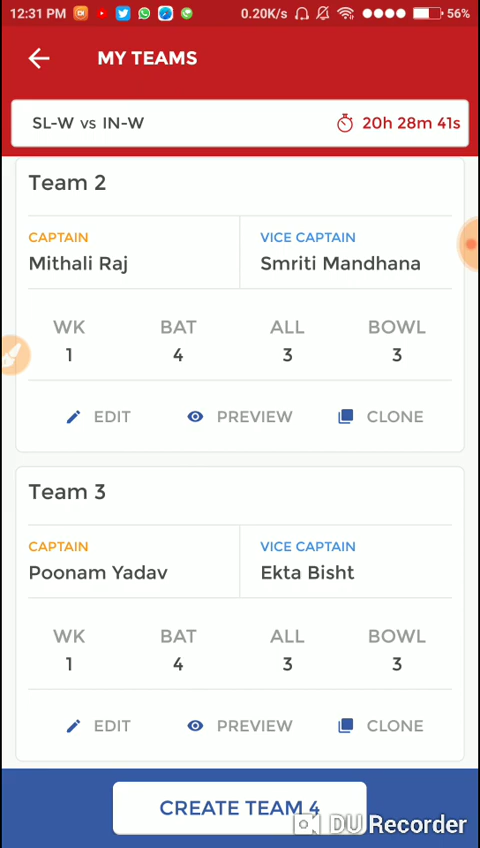 12:31 PM 0.20K/s 56%
MY TEAMS
SL-W vs IN-W 20h 28m 41s
Team 2
CAPTAIN VICE CAPTAIN
Mithali Raj Smriti Mandhana
WK BAT ALL BOWL
1 4 3 3
EDIT PREVIEW CLONE
Team 3
CAPTAIN VICE CAPTAIN
Poonam Yadav Ekta Bisht
WK BAT ALL BOWL
1 4 3 3
EDIT PREVIEW CLONE
CREATE TEAM 4
DU Recorder